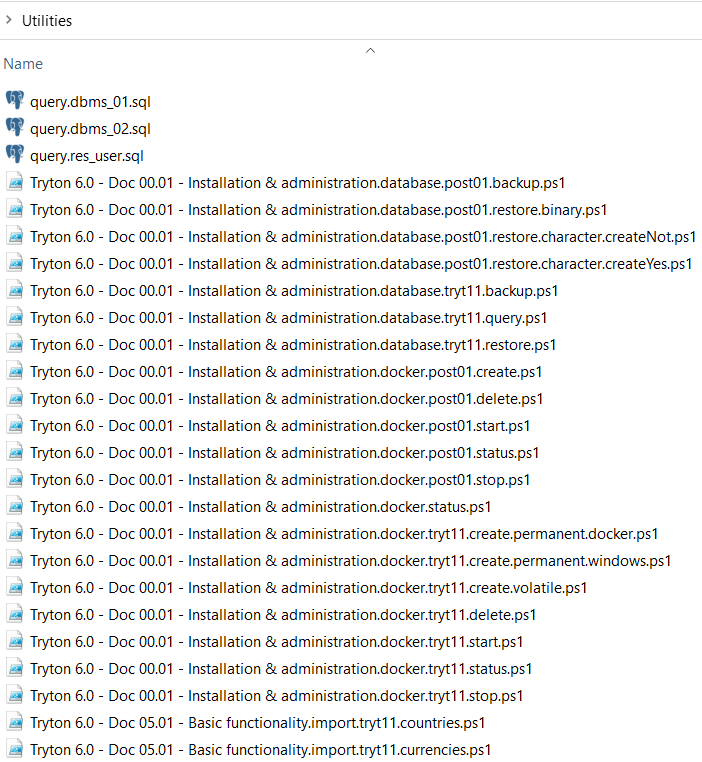 Utilities
Name
query.dbms_01.sql
query.dbms_02.sql
query.res_user.sql
Tryton 6.0 - Doc 00.01 - Installation & administration.database.post01.backup.ps1
Tryton 6.0 - Doc 00.01 - Installation & administration.database.post01.restore.binary.ps1
Tryton 6.0 - Doc 00.01 - Installation & administration.database.post01.restore.character.createNot.ps1
Tryton 6.0 - Doc 00.01 - Installation & administration.database.post01.restore.character.createYes.ps1
Tryton 6.0 - Doc 00.01 - Installation & administration.database.tryt11.backup.ps1
Tryton 6.0 - Doc 00.01 - Installation & administration.database.tryt11.query.ps1
Tryton 6.0 - Doc 00.01 - Installation & administration.database.tryt11.restore.ps1
Tryton 6.0 - Doc 00.01 - Installation & administration.docker.post01.create.ps1
Tryton 6.0 - Doc 00.01 - Installation & administration.docker.post01.delete.ps1
Tryton 6.0 - Doc 00.01 - Installation & administration.docker.post01.start.ps1
Tryton 6.0 - Doc 00.01 - Installation & administration.docker.post01.status.ps1
Tryton 6.0 - Doc 00.01 - Installation & administration.docker.post01.stop.ps1
Tryton 6.0 - Doc 00.01 - Installation & administration.docker.status.ps1
Tryton 6.0 - Doc 00.01 - Installation & administration.docker.tryt11.create.permanent.docker.ps1
Tryton 6.0 - Doc 00.01 - Installation & administration.docker.tryt11.create.permanent.windows.ps1
Tryton 6.0 - Doc 00.01 - Installation & administration.docker.tryt11.create.volatile.ps1
Tryton 6.0 - Doc 00.01 - Installation & administration.docker.tryt11.delete.ps1
Tryton 6.0 - Doc 00.01 - Installation & administration.docker.tryt11.start.ps1
Tryton 6.0 - Doc 00.01 - Installation & administration.docker.tryt11.status.ps1
Tryton 6.0 - Doc 00.01 - Installation & administration.docker.tryt11.stop.ps1
Tryton 6.0 - Doc 05.01 - Basic functionality.import.tryt11.countries.ps1
Tryton 6.0 - Doc 05.01 - Basic functionality.import.tryt11.currencies.ps1